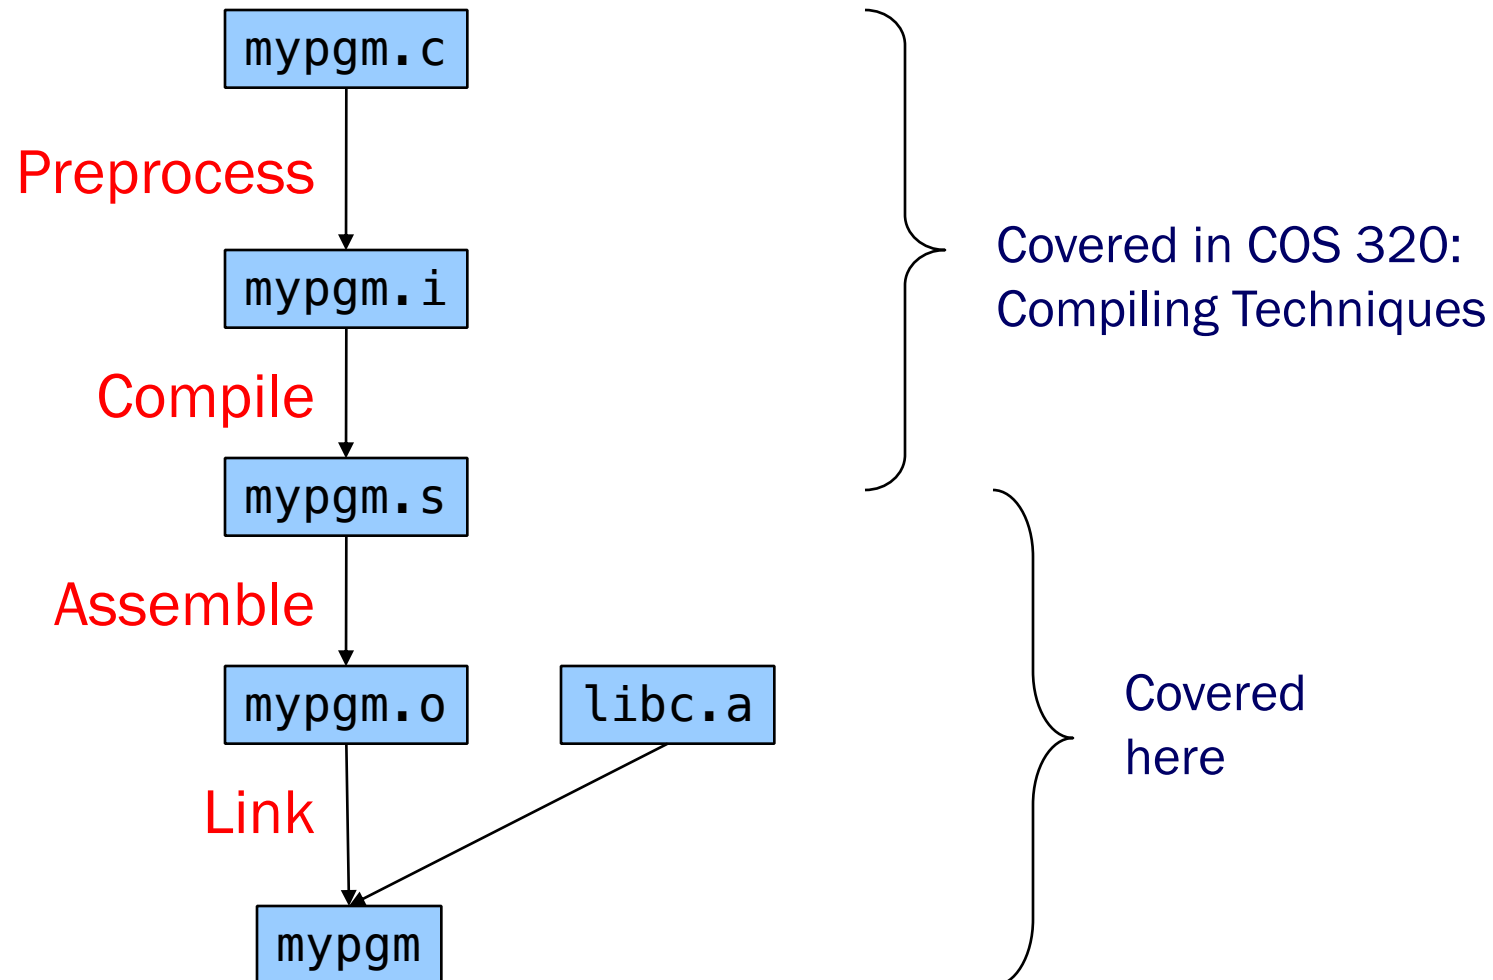 mypgm.c
Preprocess
mypgm.i
Covered in COS 320:
Compiling Techniques
Compile
mypgm.s
Assemble
mypgm.o
libc.a
Covered
here
Link
mypgm